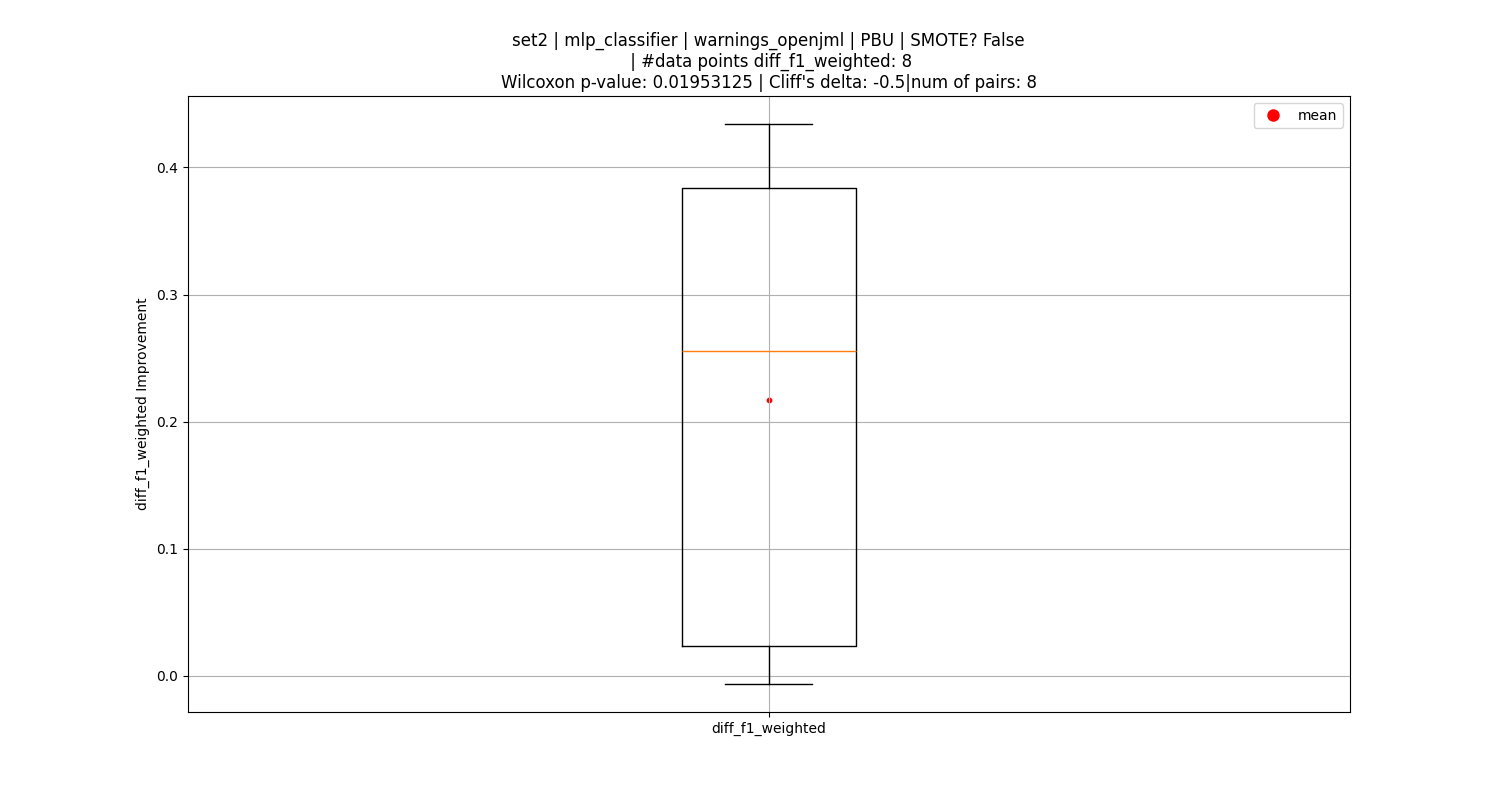 set2 | mlp_classifier | warnings_openjml | PBU | SMOTE? False
| #data points diff_f1_weighted: 8
Wilcoxon p-value: 0.01953125 | Cliff's delta: -0.5|num of pairs: 8
mean
0.4
0.3
0.2
0.1
0.0
diff_f1_weighted Improvement
diff_f1_weighted